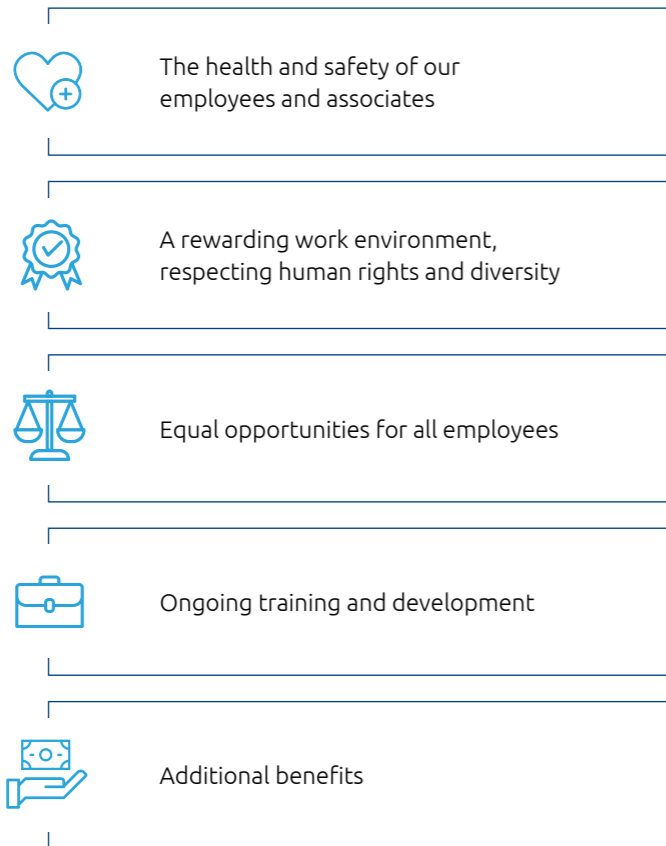 The health and safety of our
employees and associates
A rewarding work environment,
respecting human rights and diversity
Equal opportunities for all employees
Ongoing training and development
Additional benefits